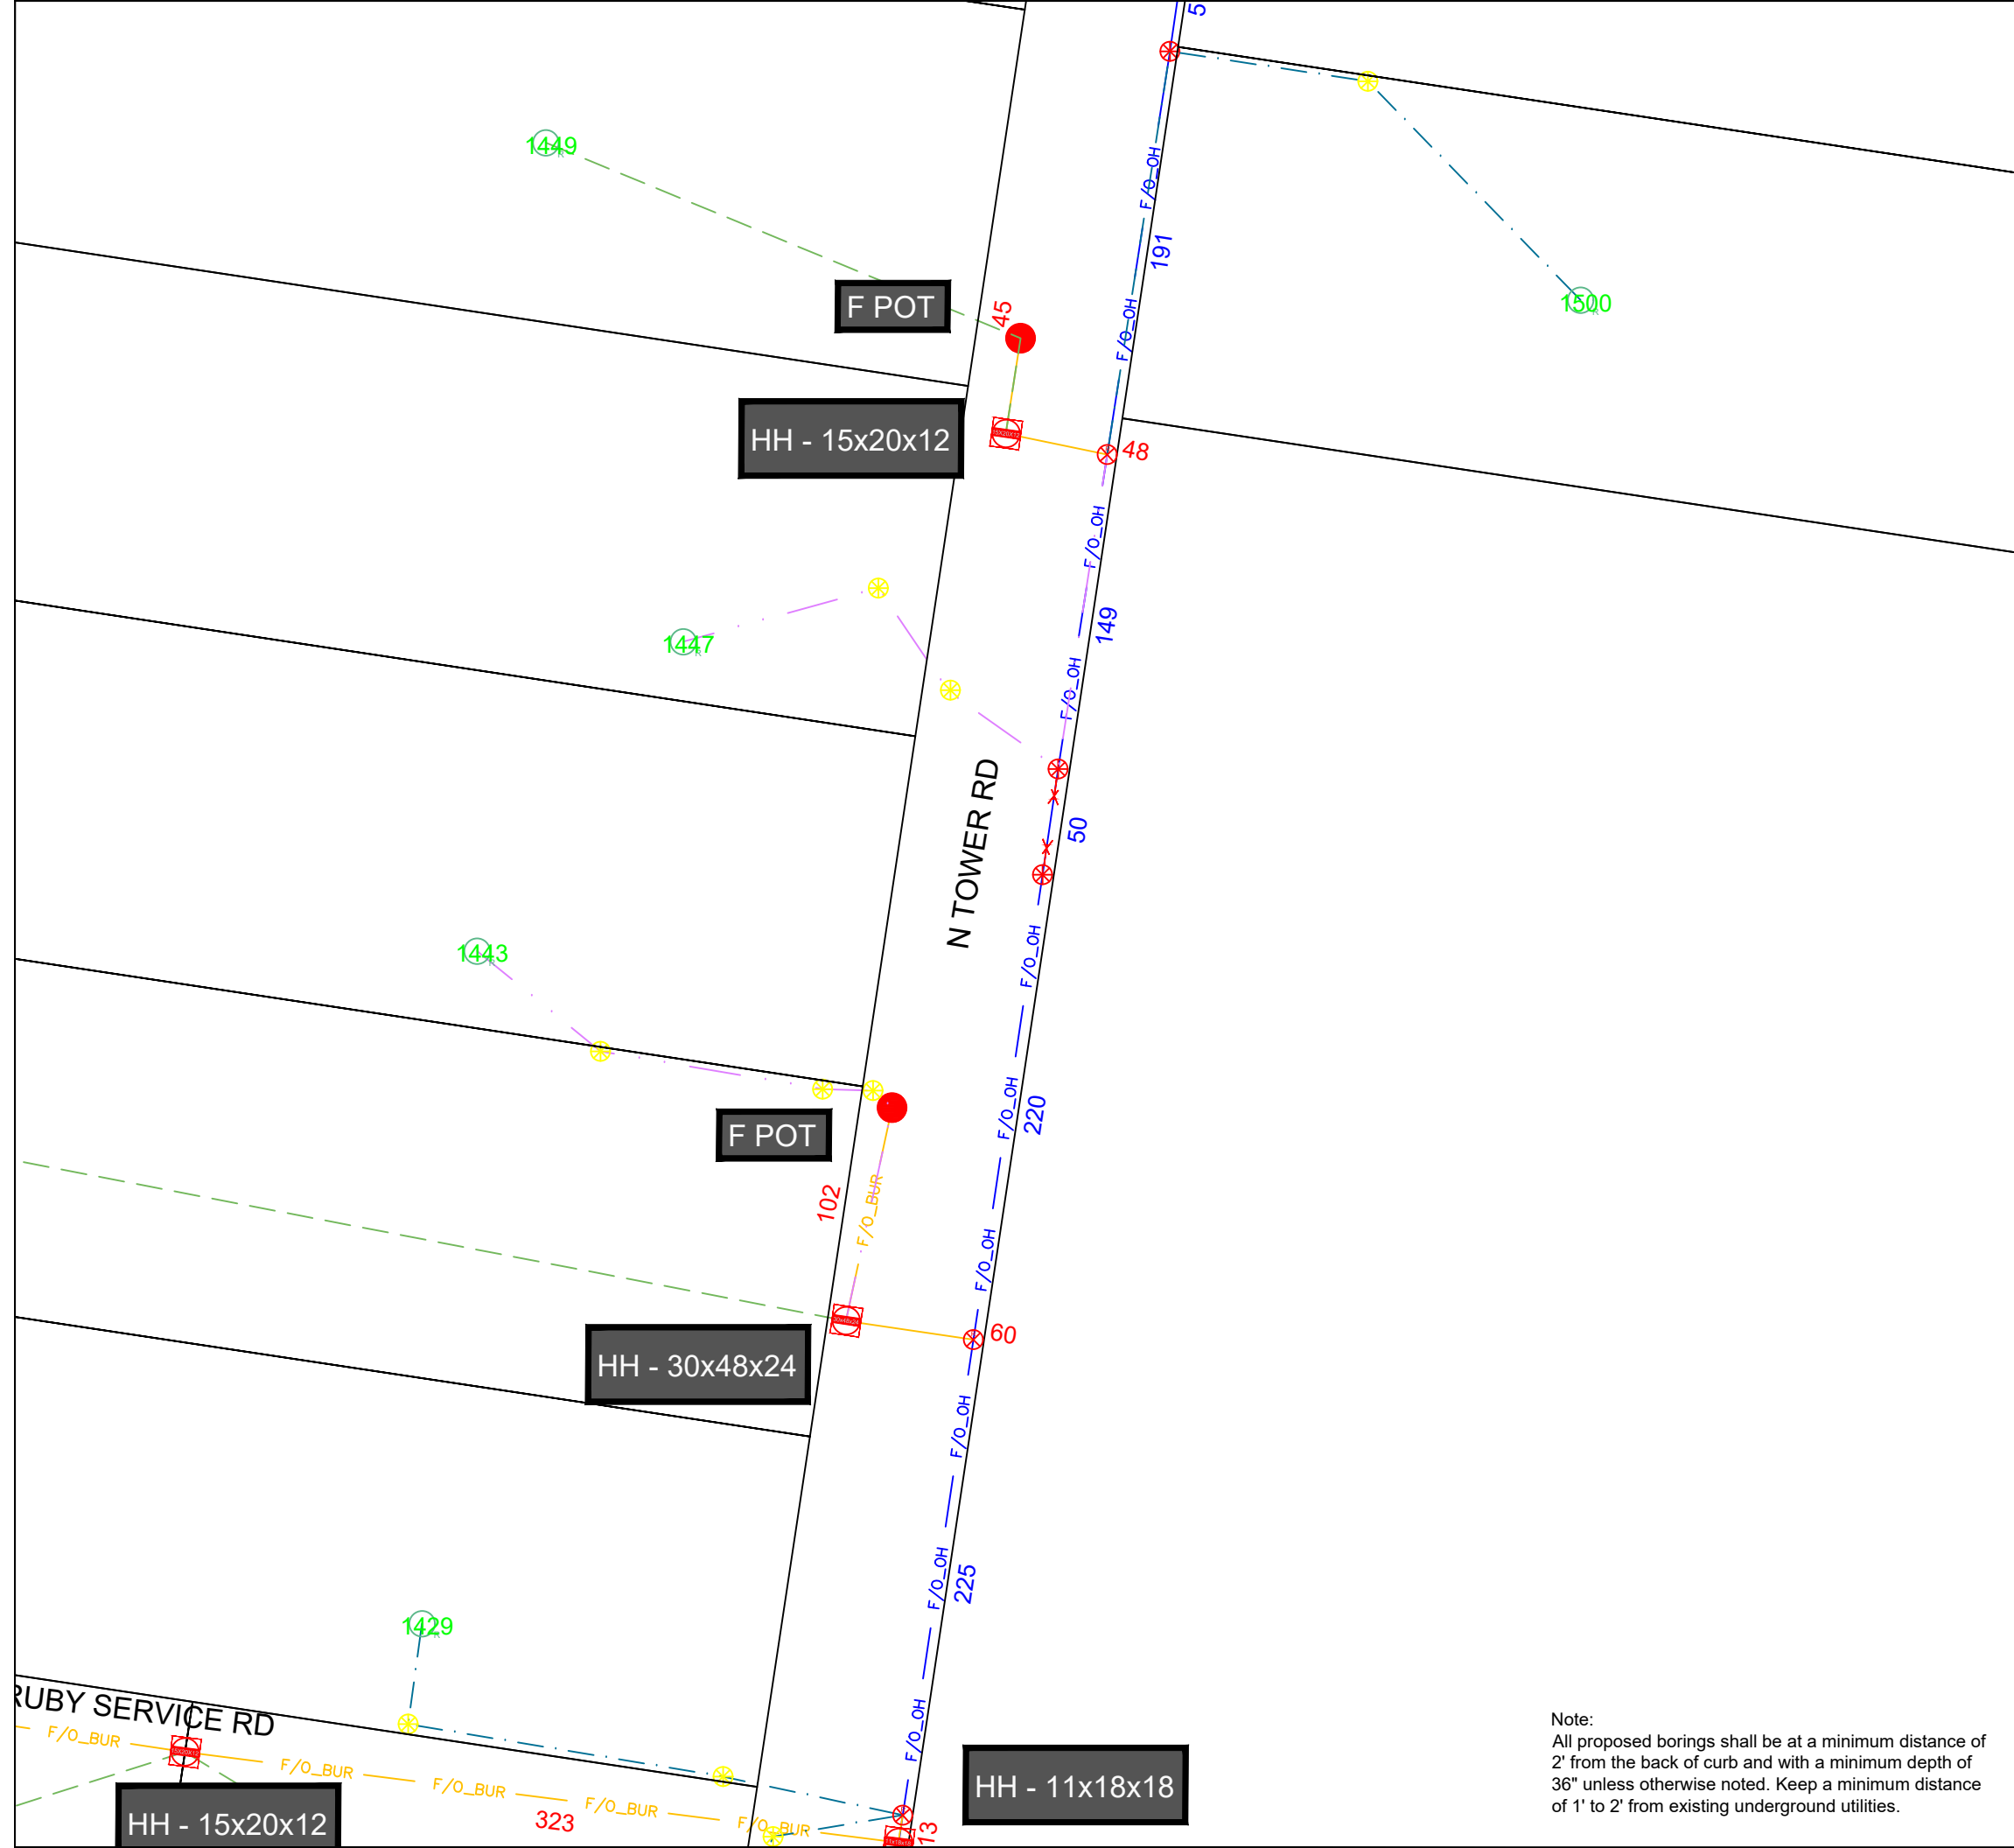 5
1449
F/O_OH
191
F POT
45
1500
F/O_OH
HH - 15x20x12
48
F/O_OH
149
1447
F/O_OH
N TOWER RD
50
1443
F/O_OH
F/O_OH
220
F POT
102
F/O_BUR
F/O_OH
60
HH - 30x48x24
F/O_OH
F/O_OH
225
1429
RUBY SERVICE RD
F/O_OH
F/O_BUR
F/O_BUR
F/O_BUR
F/O_BUR
F/O_BUR
HH - 15x20x12
323
HH - 11x18x18
13
Note:
All proposed borings shall be at a minimum distance of
2' from the back of curb and with a minimum depth of
36" unless otherwise noted. Keep a minimum distance
of 1' to 2' from existing underground utilities.